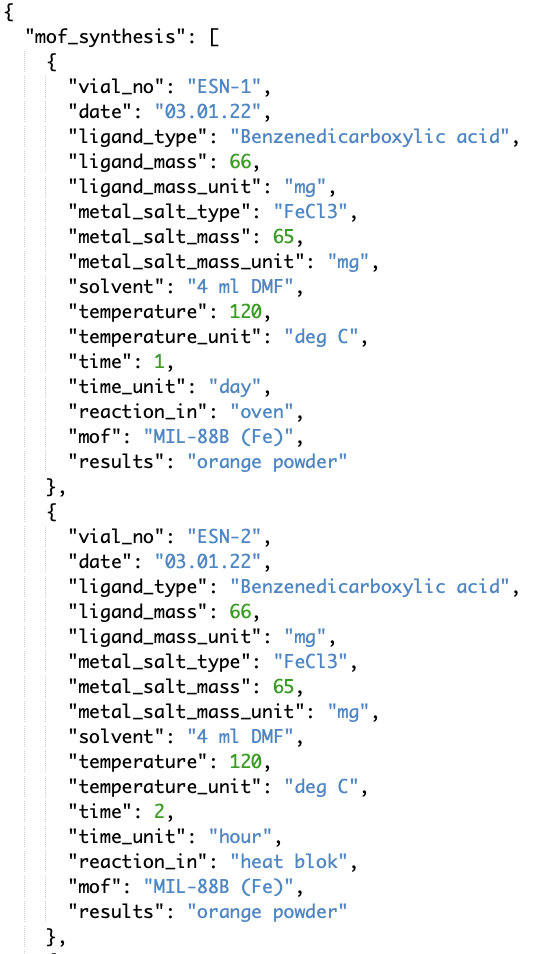 {
"mof_synthesis": [
{
"vial_no": "ESN-1",
"date": "03.01.22",
"ligand_type": "Benzenedicarboxylic acid",
"ligand_mass": 66,
"ligand_mass_unit": "mg",
"metal_salt_type": "FeCl3",
"metal_salt_mass": 65,
"metal_salt_mass_unit": "mg",
"solvent": "4 ml DMF",
"temperature": 120,
"temperature_unit": "deg C",
"time": 1,
"time_unit": "day",
"reaction_in": "oven",
"mof": "MIL-88B (Fe)",
"results": "orange powder"
},
{
"vial_no": "ESN-2",
"date": "03.01.22",
"ligand_type": "Benzenedicarboxylic acid",
"ligand_mass": 66,
"ligand_mass_unit": "mg",
"metal_salt_type": "FeCl3",
"metal_salt_mass": 65,
"metal_salt_mass_unit": "mg",
"solvent": "4 ml DMF",
"temperature": 120,
"temperature_unit": "deg C",
"time": 2,
"time_unit": "hour",
"reaction_in": "heat blok",
"mof": "MIL-88B (Fe)",
"results": "orange powder"
},